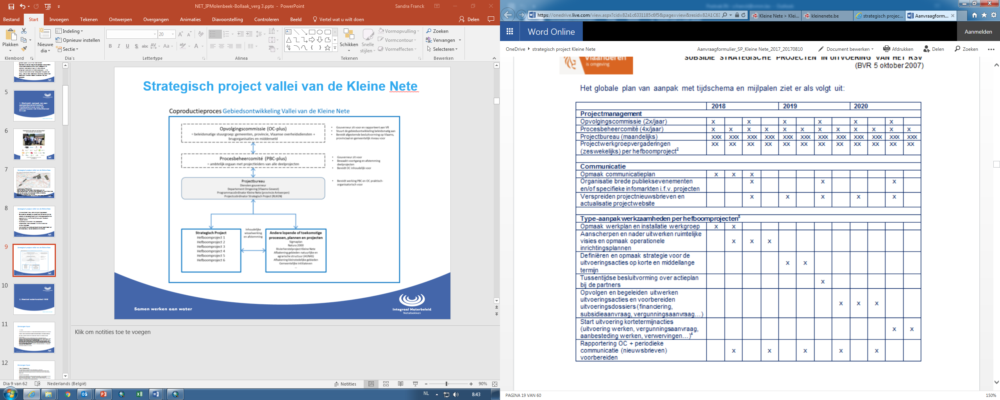 NET_IPMolenbeek-Bollaak_verg 3.pptx - PowerPoint
Sandra Franck
Bestand Start Invoegen Tekenen Ontwerpen Overgangen Animaties Diavoorstelling Controleren Beeld Vertel wat u wilt doen Delen
Plakken
Klembord
Nieuwe dia
Indeling
Opnieuw instellen
Sectie
Dia's
20
B I U S abc AV Aa A
Lettertype
Alinea
Schikken
Snelle stijlen
Vormopvulling
Vormcontour
Vormeffecten
Tekenen
Zoeken
Vervangen
Selecteren
Bewerken
5
1. Werkveld: opmaak van een
gemeenteoverschrijdend
6
7
Strategisch project vallei van de Kleine Nete
8
Strategisch project vallei van de Kleine Nete
9
Strategisch project vallei van de Kleine Nete
10
2. Meetnet waterkwaliteit VMM
11
12
Strategisch project vallei van de Kleine Nete
Coproductieproces Gebiedsontwikkeling Vallei van de Kleine Nete
Opvolgingscommissie (OC-plus)
= beleidsmatige stuurgroep: gemeenten, provincie, Vlaamse overheidsdiensten +
brugorganisaties en middenveld
• Gouverneur zit voor en rapporteert aan VR
• Stuurt de gebiedsontwikkeling beleidsmatig aan
• Bereidt afgestemde besluitvorming op Vlaams,
provinciaal en gemeentelijk niveau voor
Procesbeheercomité (PBC-plus)
= ambtelijk orgaan met projectleiders van alle deelprojecten
• Gouverneur zit voor
• Bewaakt voortgang en afstemming
deelprojecten
• Bereidt OC inhoudelijk voor
Projectbureau
Diensten gouverneur
Departement Omgeving (Vlaams Gewest)
Programmacoördinator Kleine Nete (provincie Antwerpen)
Projectcoördinator Strategisch Project (RLKGN)
• Bereidt werking PBC en OC praktisch-
organisatorisch voor
Strategisch Project
Hefboomproject 1
Hefboomproject 2
Hefboomproject 3
Hefboomproject 4
Hefboomproject 5
Hefboomproject 6
Inhoudelijke
wisselwerking
en afstemming
Andere lopende of toekomstige
processen, plannen en projecten
Sigmaplan
Natura 2000
Rivierherstelproject Kleine Nete
Afbakening gebieden natuurlijke en
agrarische structuur (AGNAS)
Afbakening kleinstedelijke gebieden
Gemeentelijke intitiateven
...
Samen werken aan water
Integraal Waterbeleid
Netebekken
Klik om notities toe te voegen
Dia 9 van 62 Nederlands (België) Notities 90%
NL 8:43
https://onedrive.live.com/view.aspx?cid=82a1c6331185c6f5&page=view&resid=82A1C63
Kleine Nete > Klei...
kleinenete.be
strategisch projec...
Aanvraagform...
Word Online
Aanmelden
OneDrive strategisch project Kleine Nete
Aanvraagformulier_SP_Kleine Nete_2017_20170810
Document bewerken Afdrukken Delen Zoeken
Vlaanderen
is omgeving
SUBSIDIE STRATEGISCHE PROJECTEN IN UITVOERING VAN HET RSV
(BVR 5 oktober 2007)
Het globale plan van aanpak met tijdschema en mijlpalen ziet er als volgt uit:
2018 2019 2020
Projectmanagement
Opvolgingscommissie (2x/jaar) x x x x x x
Procesbeheercomité (4x/jaar) x x x x x x x x x x x x
Projectbureau (maandelijks) xxx xxx xxx xxx xxx xxx xxx xxx xxx xxx xxx xxx
Projectwerkgroepvergaderingen xx xx xx xx xx xx xx xx xx xx xx xx
(zeswekelijks) per hefboomproject2
Communicatie
Opmaak communicatieplan x x x
Organisatie brede publieksevenementen x x x
en/of specifieke infomarkten i.f.v. projecten
Verspreiden projectnieuwsbrieven en x x x x x
actualisatie projectwebsite
Type-aanpak werkzaamheden per hefboomprojecten3
Opmaak werkplan en installatie werkgroep x x
Aanscherpen en nader uitwerken ruimtelijke
visies en opmaak operationele x x x
inrichtingsplannen
Definiëren en opmaak strategie voor de
uitvoeringsacties op korte en middellange x x
termijn
Tussentijdse besluitvorming over actieplan x
bij de partners
Opvolgen en begeleiden uitwerken
uitvoeringsacties en voorbereiden
uitvoeringsdossiers (financiering, x x x
subsidieaanvraag, vergunningsaanvraag...)
Start uitvoering kortetermijnacties
(uitvoering werken, vergunningsaanvraag, x x
aanbesteding werken, verwervingen...)4
Rapportering OC + periodieke
communicatie (nieuwsbrieven) x x x x x
voorbereiden
PAGINA 19 VAN 60
150%